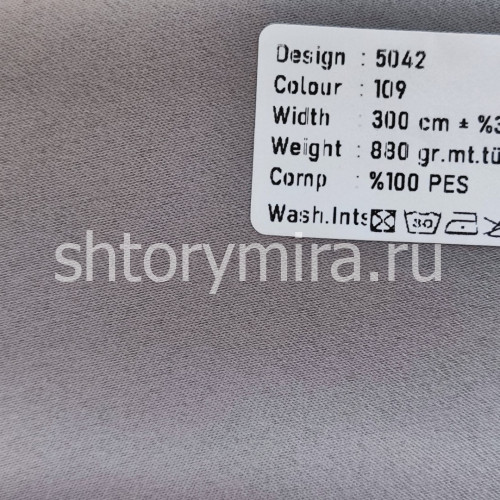 Design : 5042
Colour : 109
Width : 300 cm ± %3
Weight : 880 gr.mt.tü
Comp : %100 PES
Wash.Ints
30
shtorymira.ru